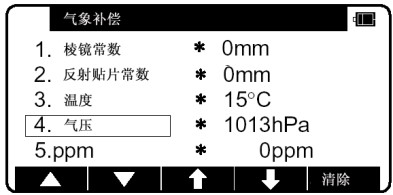 气象补偿
1. 棱镜常数 * 0mm
2. 反射贴片常数 * 0mm
3. 温度 * 15°C
4. 气压 * 1013hPa
5.ppm * 0ppm
清除